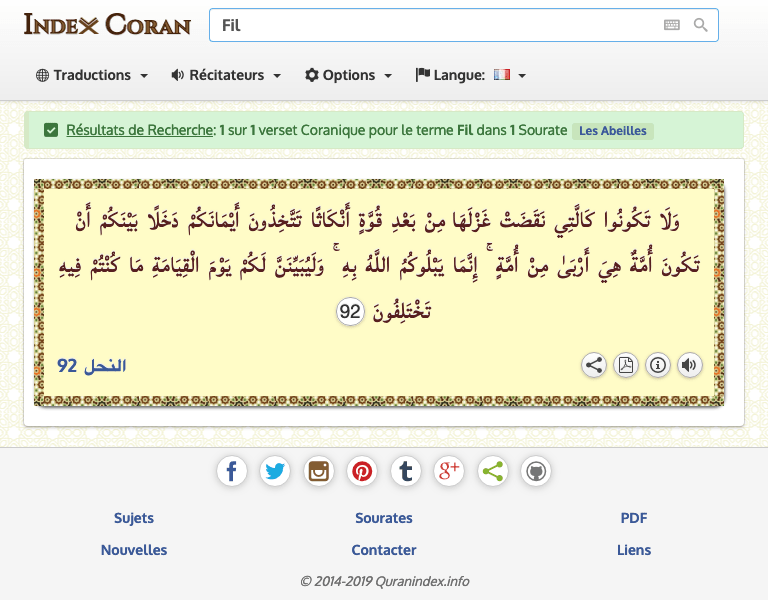 Index Coran
Fil
Traductions Récitateurs Options Langue:
Résultats de Recherche: 1 sur 1 verset Coranique pour le terme Fil dans 1 Sourate Les Abeilles
وَلَا تَكُونُوا كَالَّتِي نَقَضَتْ غَزْلَهَا مِنْ بَعْدِ قُوَّةٍ أَنْكَاثًا تَتَّخِذُونَ أَيْمَانَكُمْ دَخَلًا بَيْنَكُمْ أَنْ
تَكُونَ أُمَّةٌ هِيَ أَرْبَىٰ مِنْ أُمَّةٍ ۚ إِنَّمَا يَبْلُوكُمُ اللَّهُ بِهِ ۚ وَلَيُبَيِّنَنَّ لَكُمْ يَوْمَ الْقِيَامَةِ مَا كُنْتُمْ فِيهِ
تَخْتَلِفُونَ 92
النحل 92
Sujets Sourates PDF
Nouvelles Contacter Liens
© 2014-2019 Quranindex.info